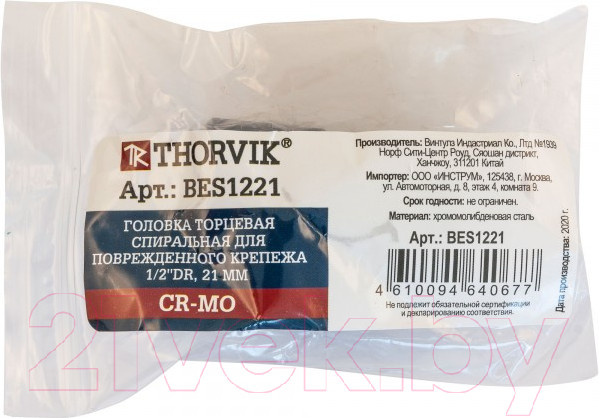 THORVIK®
Арт.: BES1221
ГОЛОВКА ТОРЦЕВАЯ
СПИРАЛЬНАЯ ДЛЯ
ПОВРЕЖДЕННОГО КРЕПЕЖА
1/2"DR, 21 ММ
CR-MO
Производитель: Винтулз Индастриал Ко., Лтд №1939
Норф Сити-Центр Роуд, Сяошан дистрикт,
Ханчжоу, 311201 Китай
Импортер: ООО «ИНСТРУМ", 125438, г. Москва,
ул. Автомоторная, д. 8, этаж 4, комната 9.
Срок годности: не ограничен.
Материал: хромомолибденовая сталь
Арт.: BES1221
4 610094 640677
Не подлежит обязательной сертификации
и декларированию соответствия.
Дата производства: 2020 г.
21vek.by